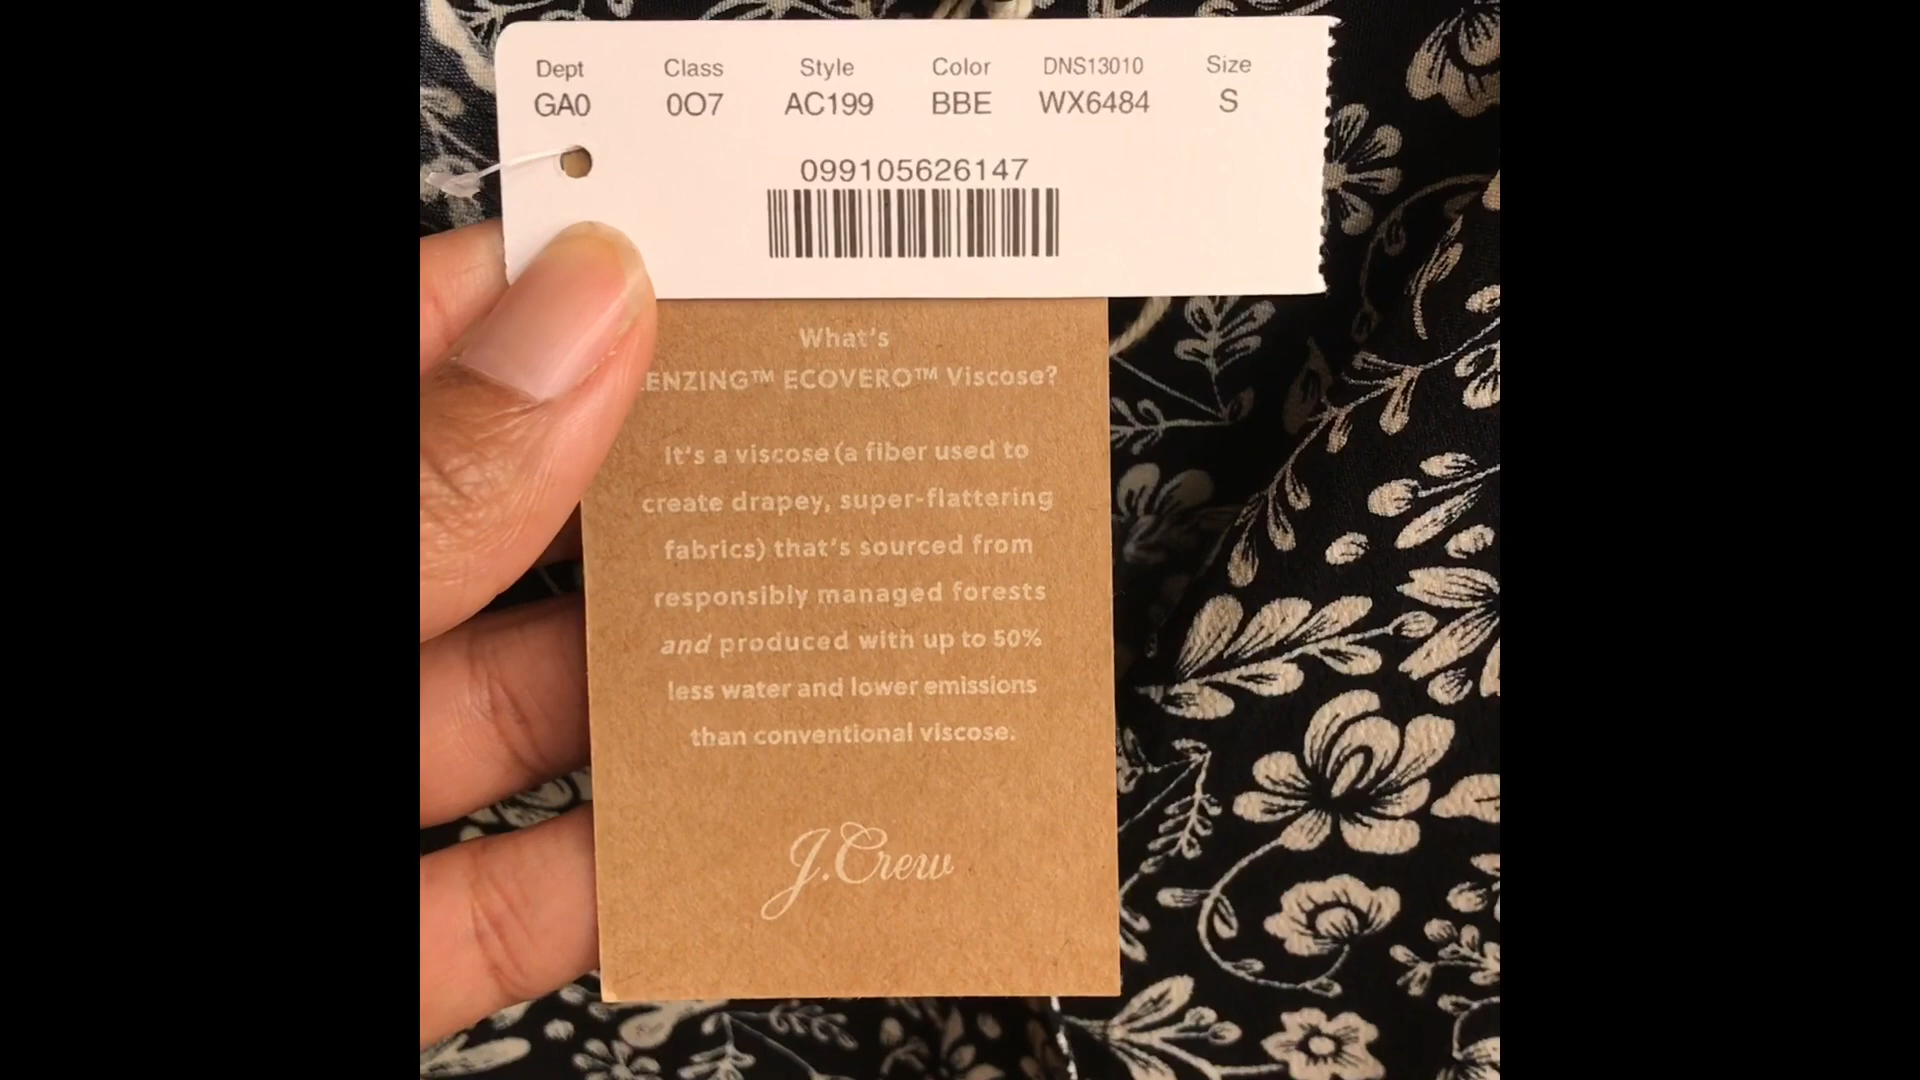 Dept Class Style Color DNS13010 Size
GA0 0O7 AC199 BBE WX6484 S
099105626147
What's
ENZING™ ECOVERO™ Viscose?
It's a viscose (a fiber used to
create drapey, super-flattering
fabrics) that's sourced from
responsibly managed forests
and produced with up to 50%
less water and lower emissions
than conventional viscose.
J.Crew